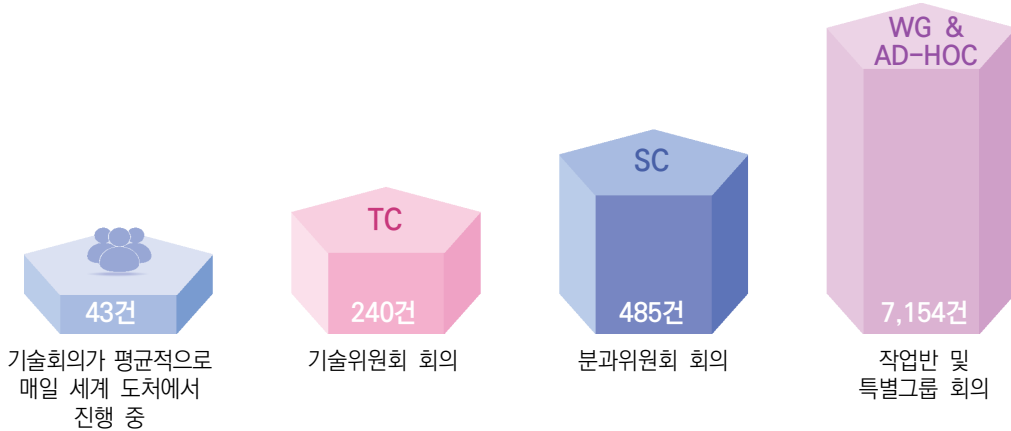 WG &
AD-HOC
SC
TC
43건
240건
485건
7,154건
기술회의가 평균적으로
매일 세계 도처에서
진행 중
기술위원회 회의
분과위원회 회의
작업반 및
특별그룹 회의